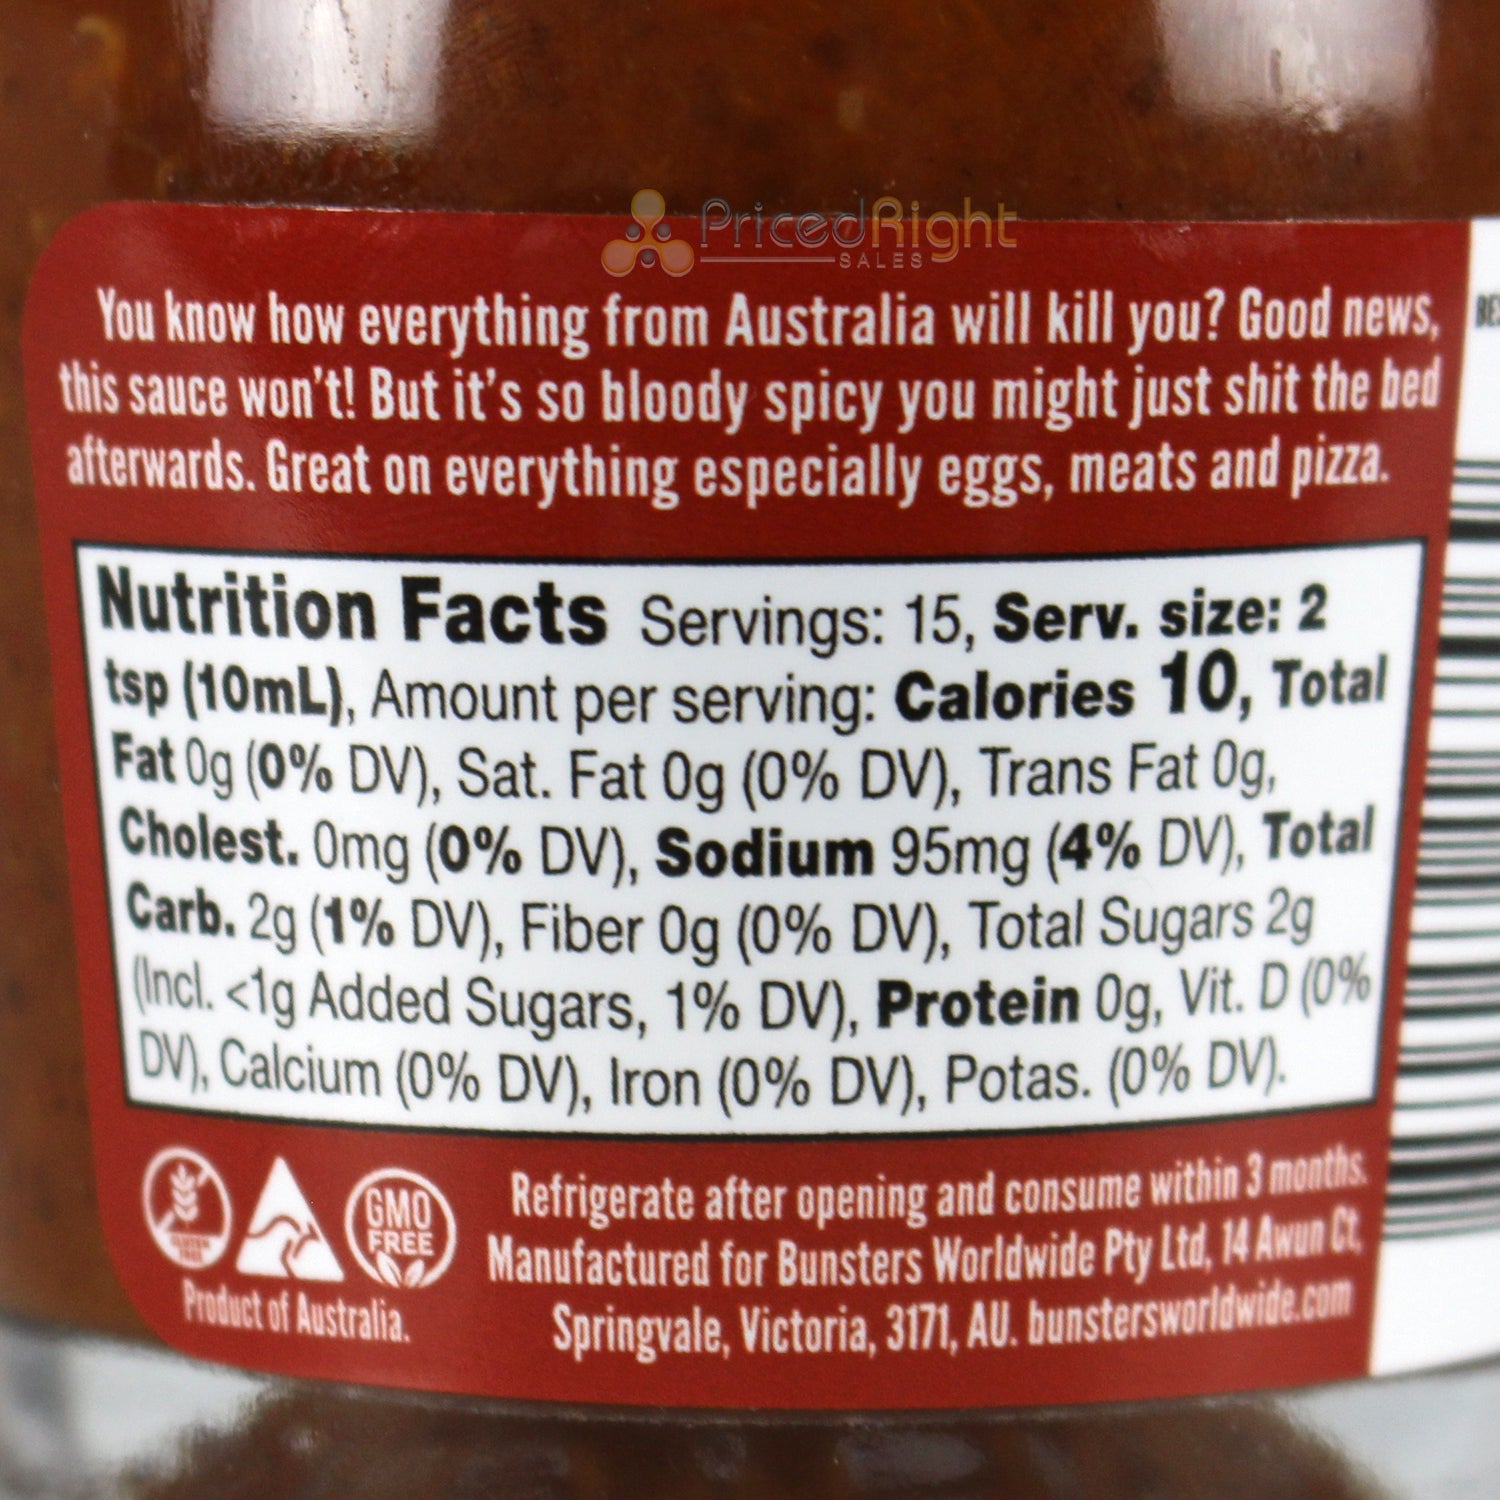 PricedRight
SALES
You know how everything from Australia will kill you? Good news,
this sauce won't! But it's so bloody spicy you might just shit the bed
afterwards. Great on everything especially eggs, meats and pizza.
Nutrition Facts Servings: 15, Serv. size: 2
tsp (10mL), Amount per serving: Calories 10, Total
Fat 0g (0% DV), Sat. Fat 0g (0% DV), Trans Fat 0g,
Cholest. 0mg (0% DV), Sodium 95mg (4% DV), Total
Carb. 2g (1% DV), Fiber 0g (0% DV), Total Sugars 2g
(Incl. <1g Added Sugars, 1% DV), Protein 0g, Vit. D (0%
DV), Calcium (0% DV), Iron (0% DV), Potas. (0% DV).
GMO
FREE
Product of Australia.
Refrigerate after opening and consume within 3 months.
Manufactured for Bunsters Worldwide Pty Ltd, 14 Awun Ct,
Springvale, Victoria, 3171, AU. bunstersworldwide.com